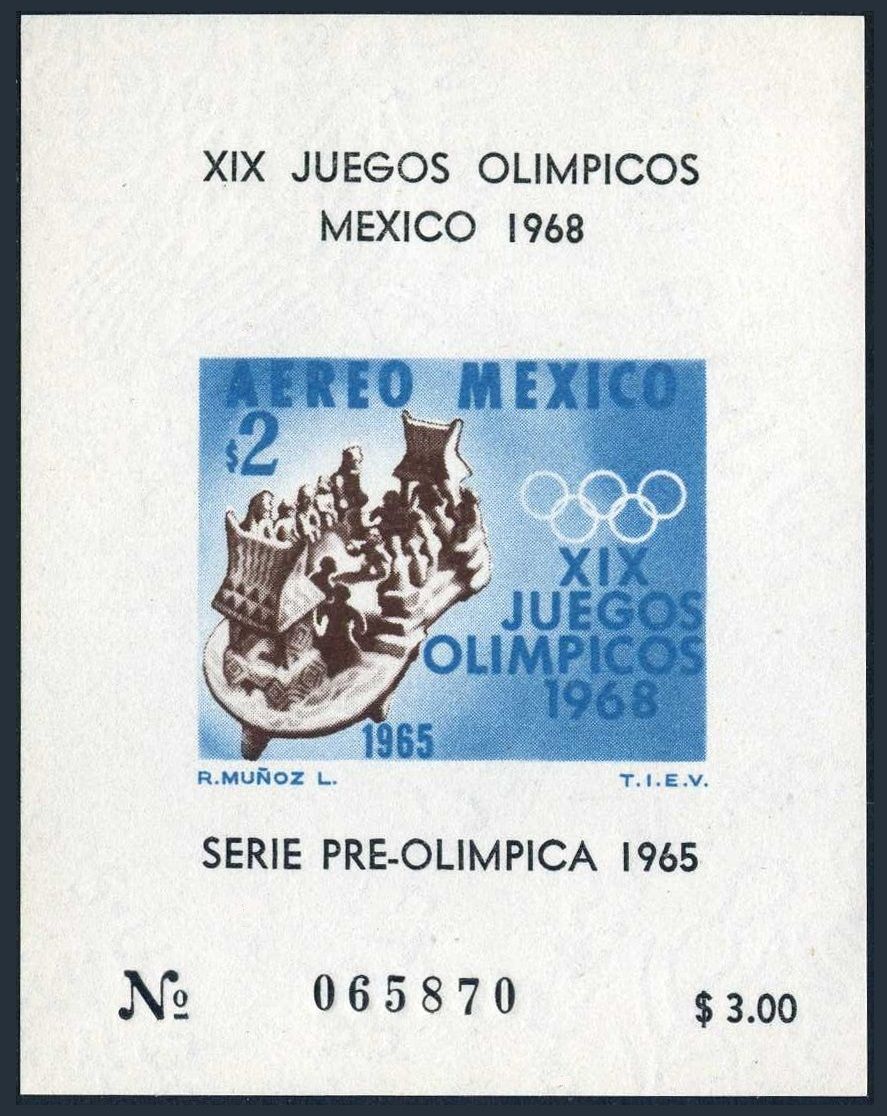 XIX JUEGOS OLIMPICOS
MEXICO 1968
AEREO MEXICO
$2
XIX
JUEGOS
OLIMPICOS
1968
1965
R.MUÑOZ L. T.I.E.V.
SERIE PRE-OLIMPICA 1965
Nº 065870 $ 3.00